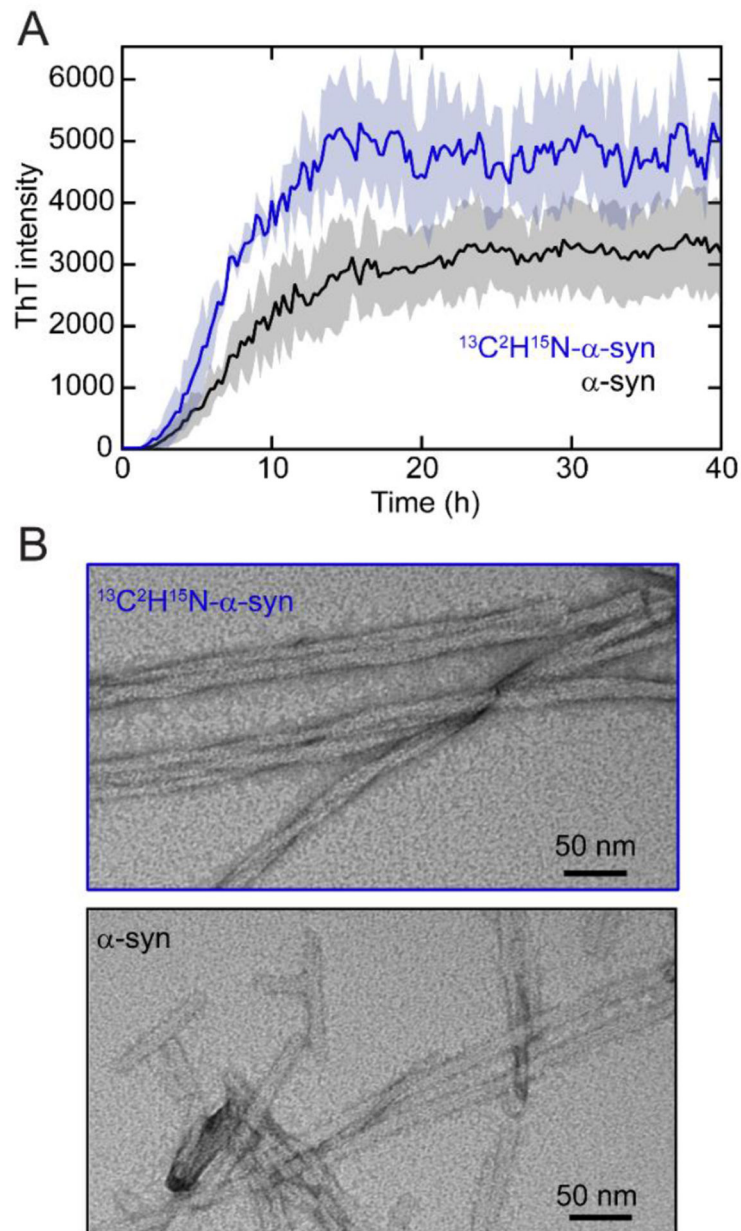 A
6000
5000
4000
3000
2000
1000
0
ThT intensity
¹³C²H¹⁵N-α-syn
α-syn
0 10 20 30 40
Time (h)
B
¹³C²H¹⁵N-α-syn
50 nm
α-syn
50 nm